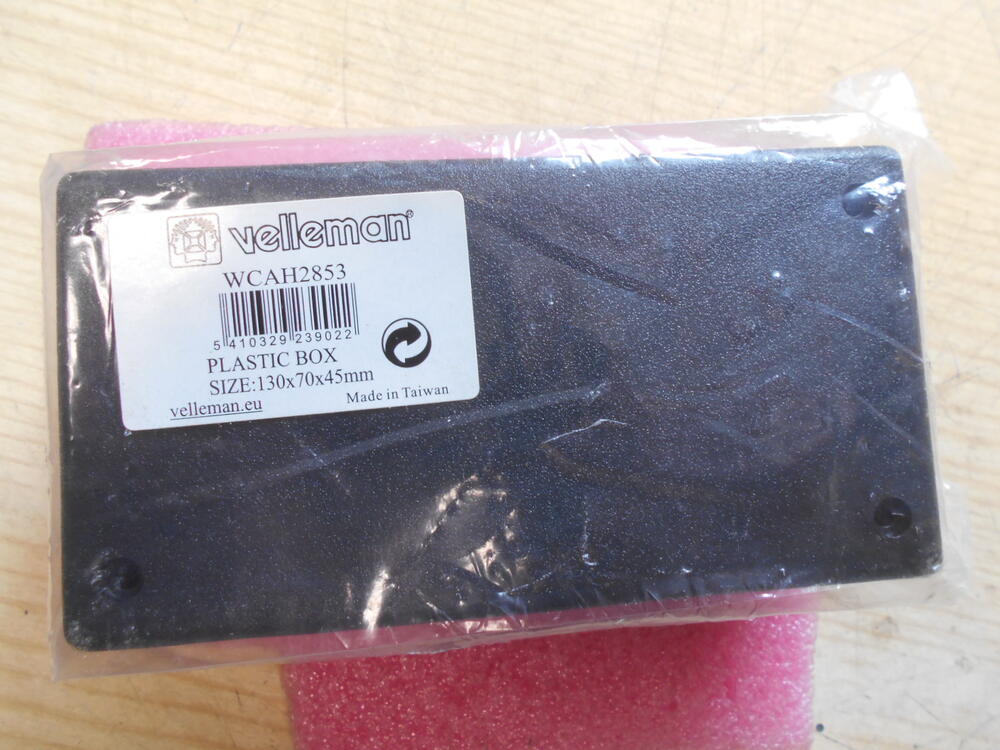 velleman®
WCAH2853
5 410329 239022
PLASTIC BOX
SIZE:130x70x45mm
velleman.eu
Made in Taiwan